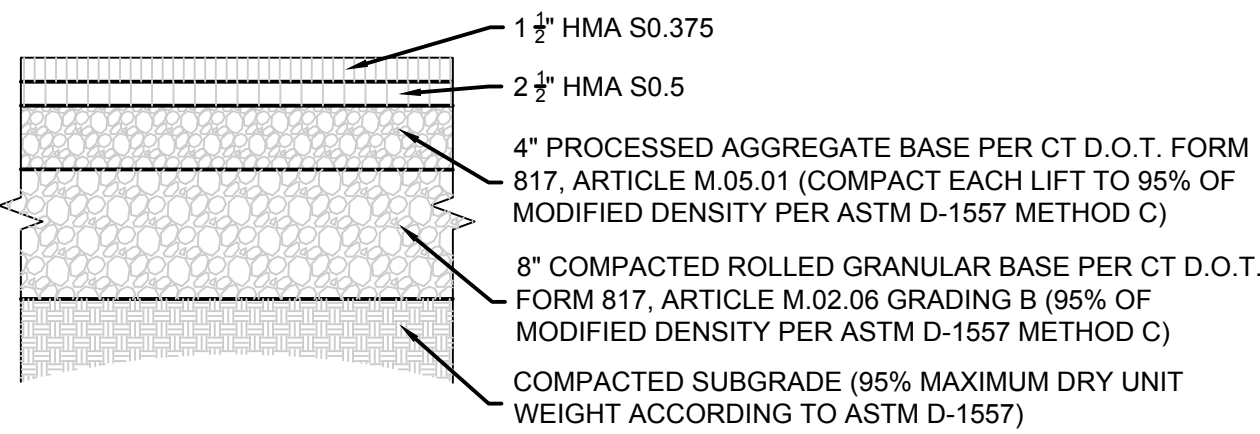 1 1/2" HMA S0.375
2 1/2" HMA S0.5
4" PROCESSED AGGREGATE BASE PER CT D.O.T. FORM
817, ARTICLE M.05.01 (COMPACT EACH LIFT TO 95% OF
MODIFIED DENSITY PER ASTM D-1557 METHOD C)
8" COMPACTED ROLLED GRANULAR BASE PER CT D.O.T.
FORM 817, ARTICLE M.02.06 GRADING B (95% OF
MODIFIED DENSITY PER ASTM D-1557 METHOD C)
COMPACTED SUBGRADE (95% MAXIMUM DRY UNIT
WEIGHT ACCORDING TO ASTM D-1557)